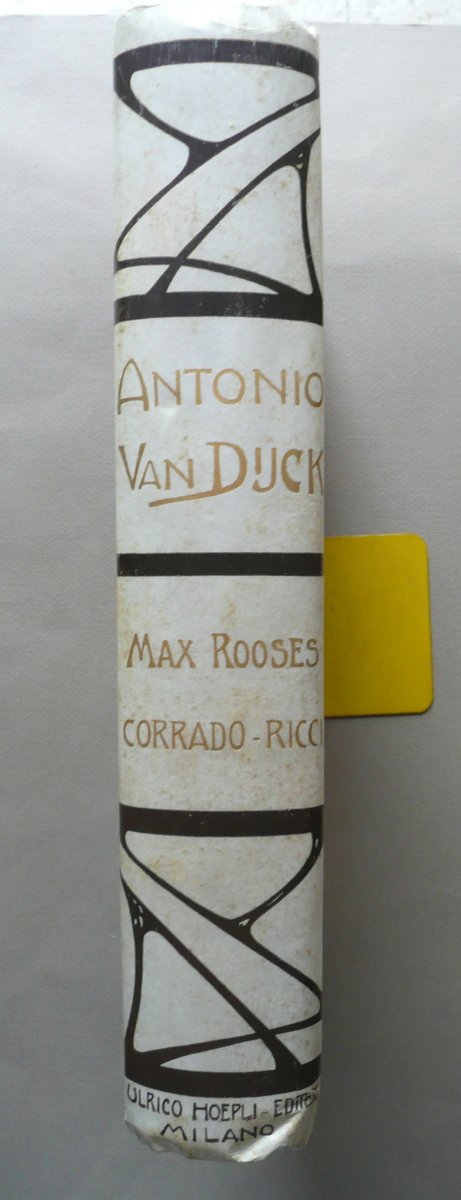 ANTONIO
VAN DIJCK
MAX ROOSES
CORRADO-RICCI
ULRICO HOEPLI-EDITORE
MILANO